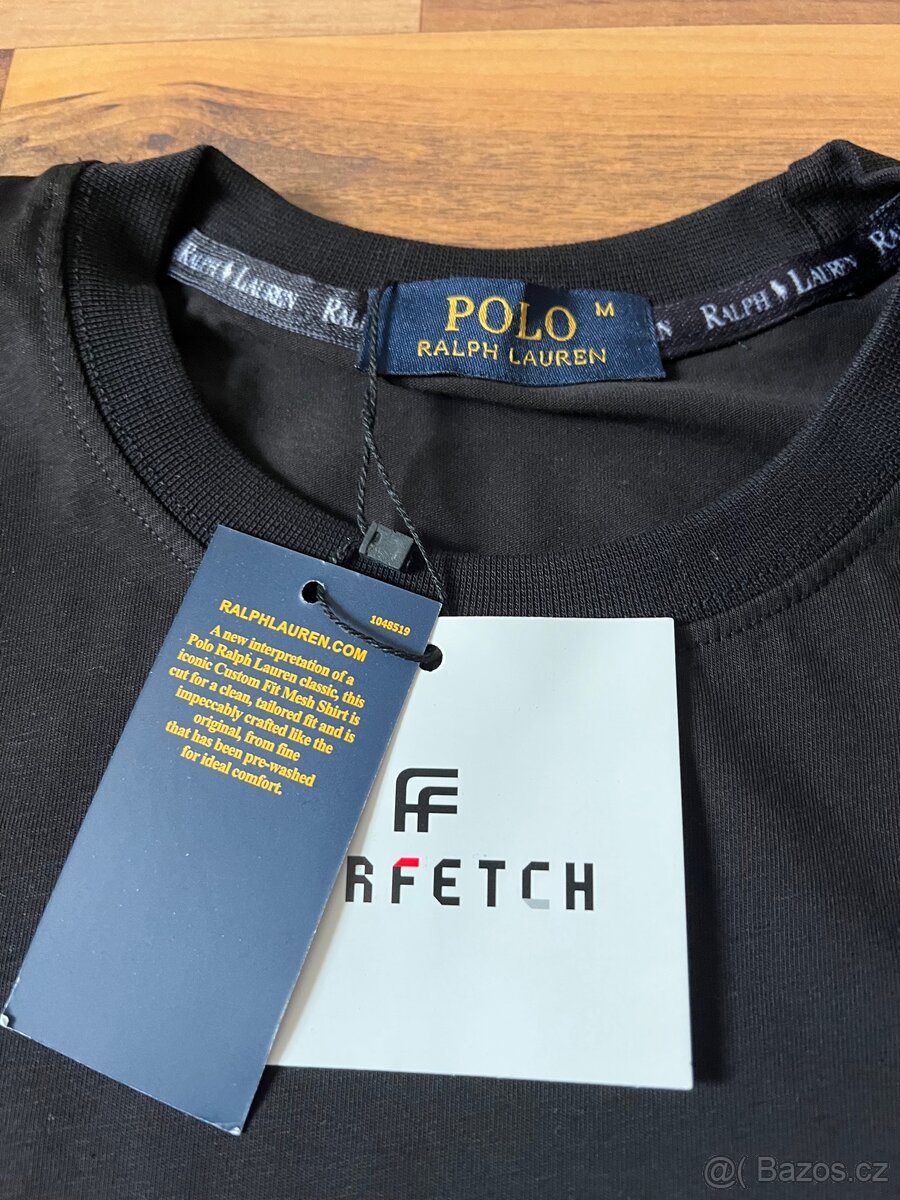 RALPH LAUREN
RAL
POLO M
RALPH LAUREN
RALPH LAUREN
RA
RALPHLAUREN.COM
1048519
A new interpretation of a
Polo Ralph Lauren classic, this
iconic Custom Fit Mesh Shirt is
cut for a clean, tailored fit and is
impeccably crafted like the
original, from fine
that has been pre-washed
for ideal comfort.
FF
RFETCH
@( Bazos.cz